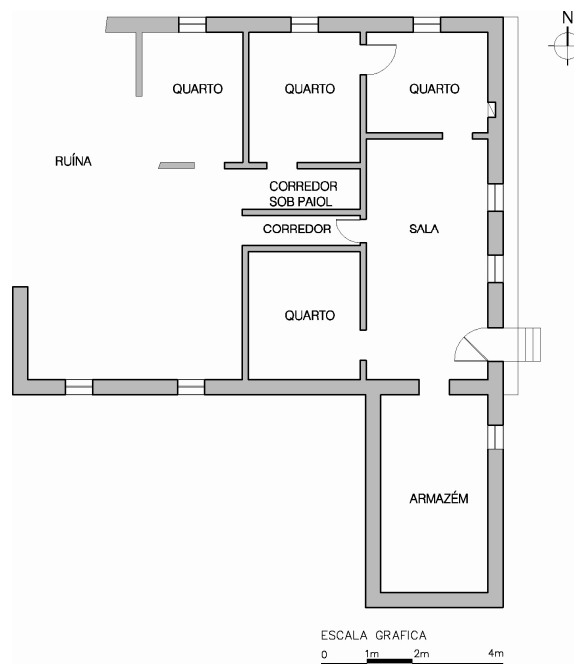 N
QUARTO
QUARTO
QUARTO
RUÍNA
CORREDOR
SOB PAIOL
CORREDOR
SALA
QUARTO
ARMAZÉM
ESCALA GRAFICA
0 1m 2m 4m